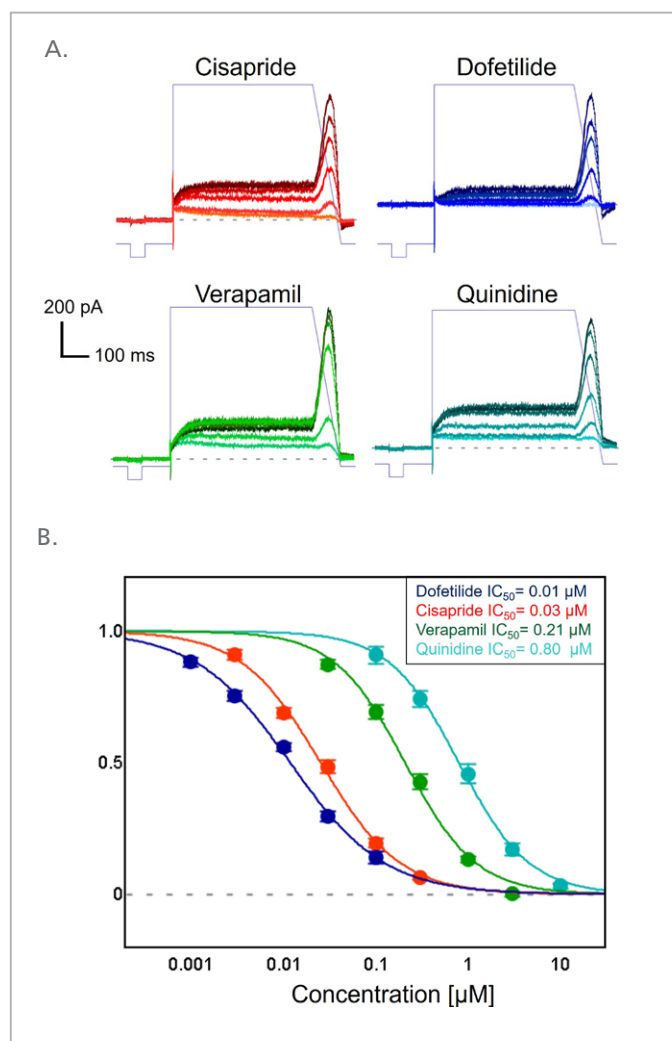 A.
Cisapride
Dofetilide
Verapamil
Quinidine
200 pA
100 ms
B.
Dofetilide IC₅₀= 0.01 µM
Cisapride IC₅₀= 0.03 µM
Verapamil IC₅₀= 0.21 µM
Quinidine IC₅₀= 0.80 µM
1.0
0.5
0
0.001 0.01 0.1 1 10
Concentration [µM]